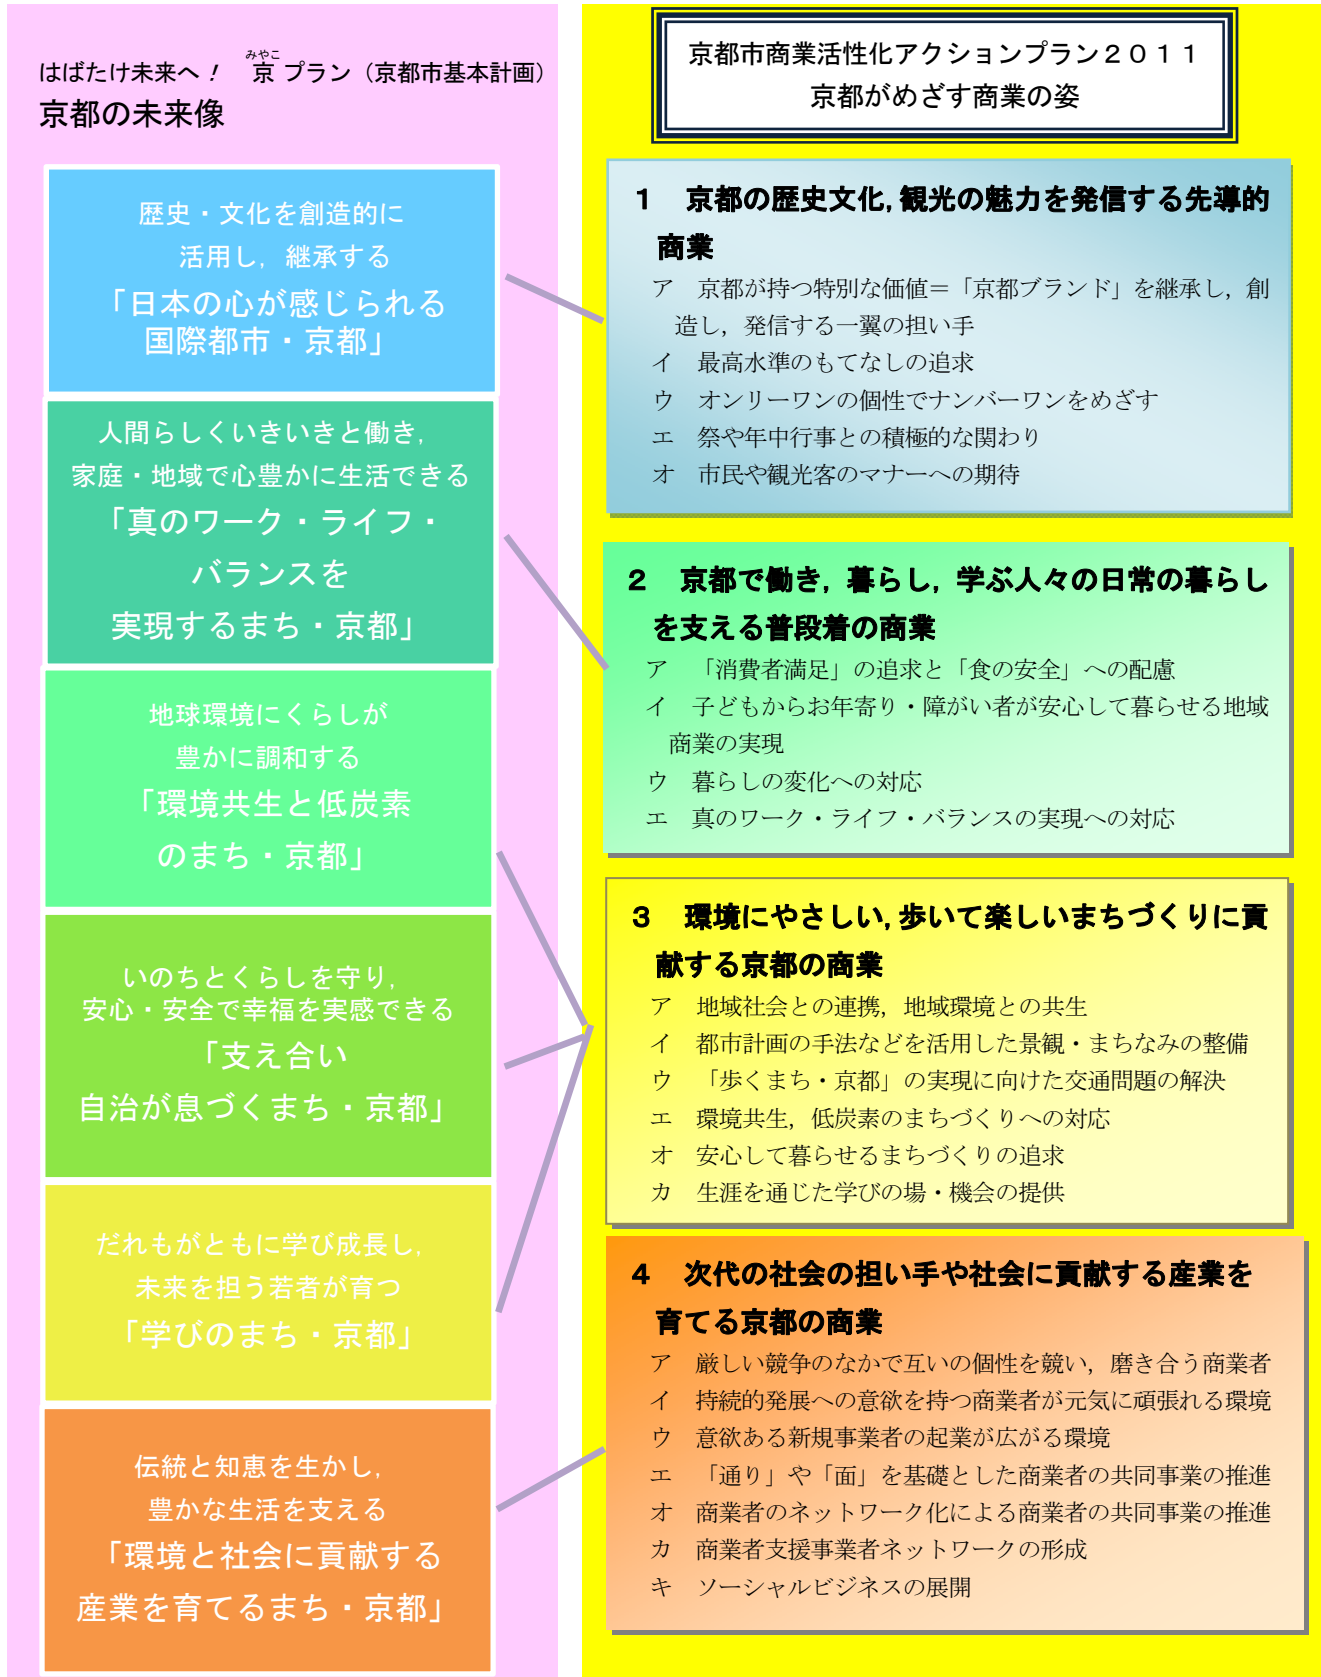 みやこ
はばたけ未来へ！　京プラン（京都市基本計画）
京都の未来像
歴史・文化を創造的に
活用し，継承する
「日本の心が感じられる
国際都市・京都」
人間らしくいきいきと働き，
家庭・地域で心豊かに生活できる
「真のワーク・ライフ・
バランスを
実現するまち・京都」
地球環境にくらしが
豊かに調和する
「環境共生と低炭素
のまち・京都」
いのちとくらしを守り，
安心・安全で幸福を実感できる
「支え合い
自治が息づくまち・京都」
だれもがともに学び成長し，
未来を担う若者が育つ
「学びのまち・京都」
伝統と知恵を生かし，
豊かな生活を支える
「環境と社会に貢献する
産業を育てるまち・京都」
京都市商業活性化アクションプラン２０１１
京都がめざす商業の姿
１　京都の歴史文化，観光の魅力を発信する先導的
商業
ア　京都が持つ特別な価値＝「京都ブランド」を継承し，創
造し，発信する一翼の担い手
イ　最高水準のもてなしの追求
ウ　オンリーワンの個性でナンバーワンをめざす
エ　祭や年中行事との積極的な関わり
オ　市民や観光客のマナーへの期待
２　京都で働き，暮らし，学ぶ人々の日常の暮らし
を支える普段着の商業
ア　「消費者満足」の追求と「食の安全」への配慮
イ　子どもからお年寄り・障がい者が安心して暮らせる地域
商業の実現
ウ　暮らしの変化への対応
エ　真のワーク・ライフ・バランスの実現への対応
３　環境にやさしい，歩いて楽しいまちづくりに貢
献する京都の商業
ア　地域社会との連携，地域環境との共生
イ　都市計画の手法などを活用した景観・まちなみの整備
ウ　「歩くまち・京都」の実現に向けた交通問題の解決
エ　環境共生，低炭素のまちづくりへの対応
オ　安心して暮らせるまちづくりの追求
カ　生涯を通じた学びの場・機会の提供
４　次代の社会の担い手や社会に貢献する産業を
育てる京都の商業
ア　厳しい競争のなかで互いの個性を競い，磨き合う商業者
イ　持続的発展への意欲を持つ商業者が元気に頑張れる環境
ウ　意欲ある新規事業者の起業が広がる環境
エ　「通り」や「面」を基礎とした商業者の共同事業の推進
オ　商業者のネットワーク化による商業者の共同事業の推進
カ　商業者支援事業者ネットワークの形成
キ　ソーシャルビジネスの展開